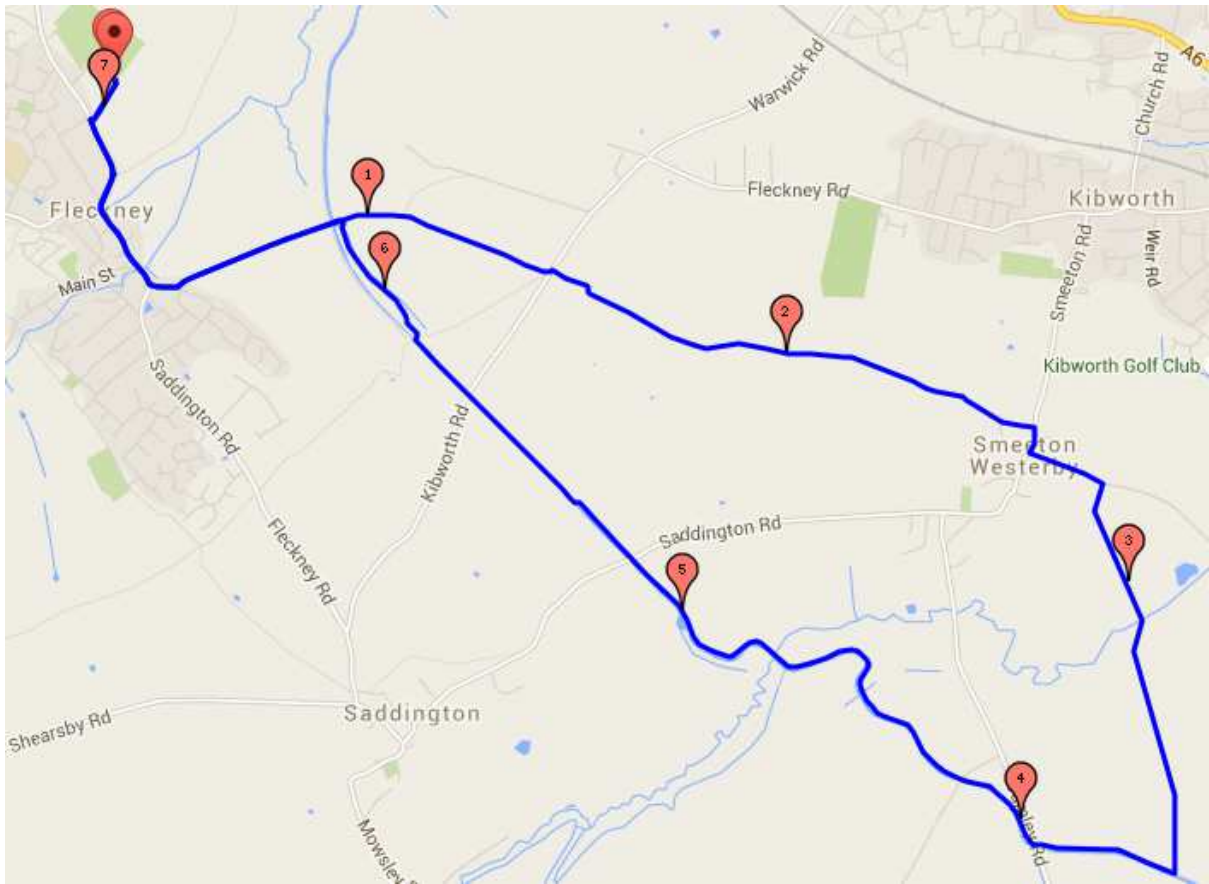 A6
Church Rd
Warwick Rd
7
1
Fleckney Rd
Kibworth
Fleckney
Smeeton Rd
Weir Rd
6
Main St
2
Kibworth Golf Club
Saddington Rd
Kibworth Rd
Smeeton
Westerby
Saddington Rd
Fleckney Rd
3
5
Saddington
Shearsby Rd
4
Rd
Mowsley